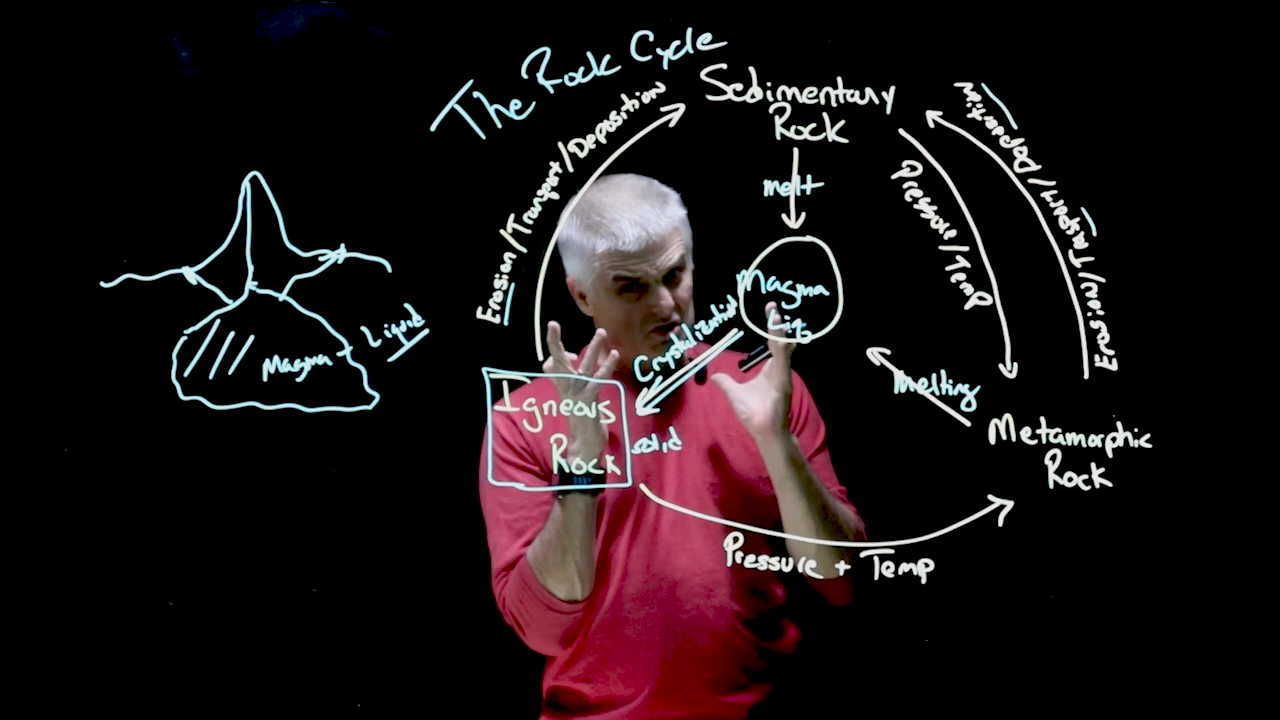 The Rock Cycle
Sedimentary
Rock
Erosion/Transport/Deposition
melt
Magma
Liq
Pressure/Temp
Erosion/Transport/Deposition
Crystalization
Igneous
Rock
solid
Melting
Metamorphic
Rock
Pressure + Temp
Magma - Liquid